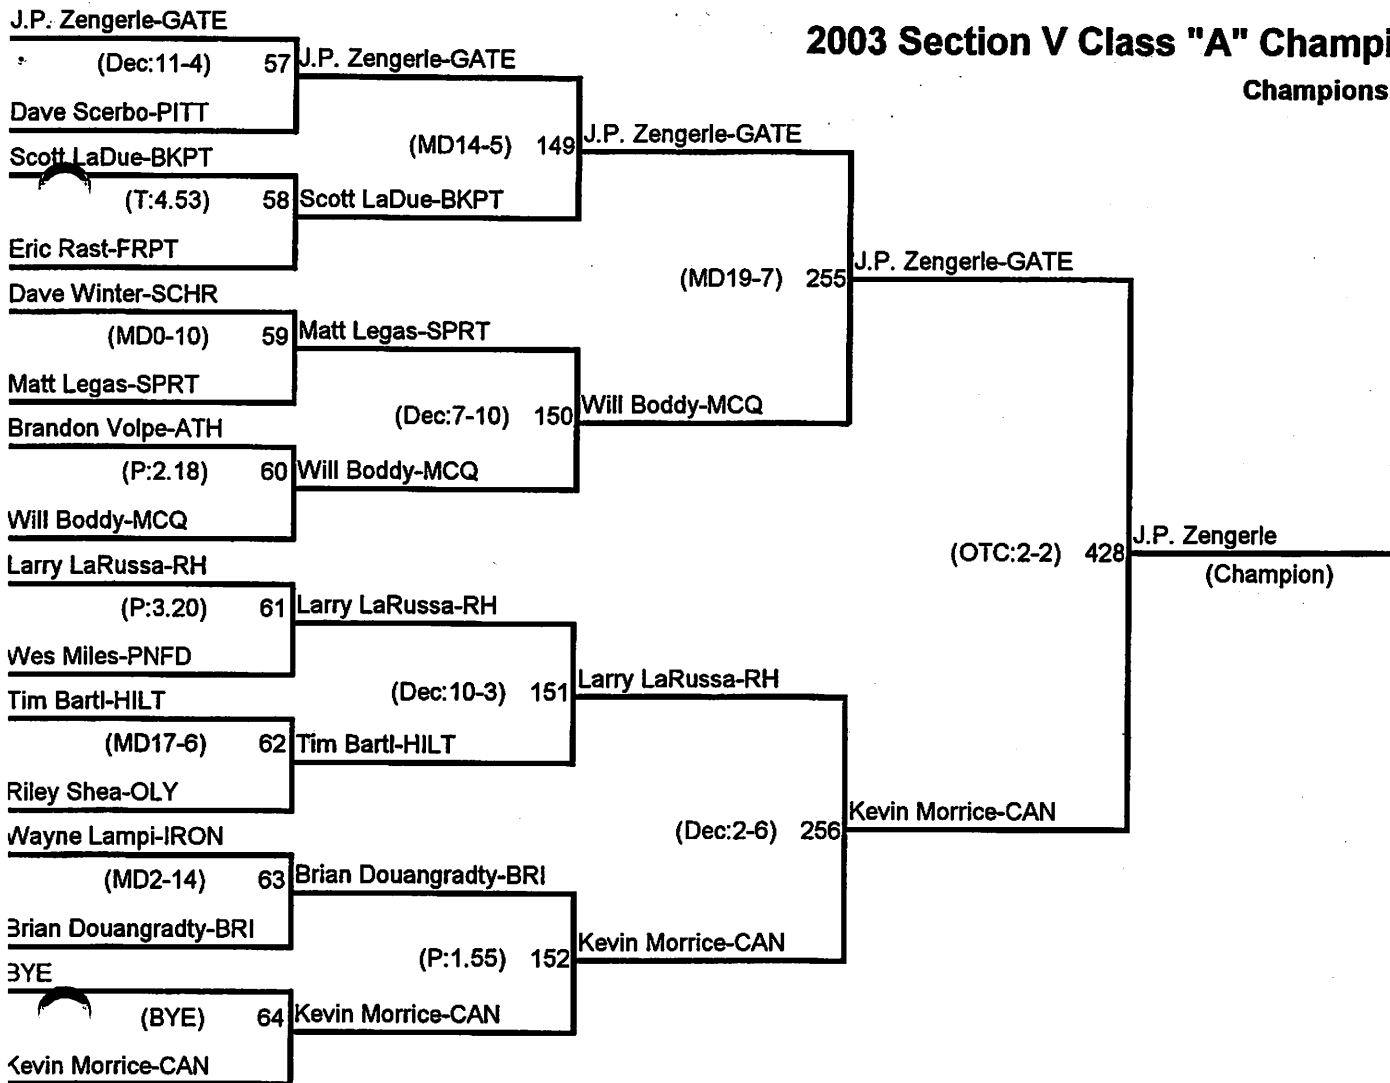 2003 Section V Class "A" Champi
Champions
J.P. Zengerle-GATE
(Dec:11-4) 57
Dave Scerbo-PITT
J.P. Zengerle-GATE
(MD14-5) 149
Scott LaDue-BKPT
(T:4.53) 58
Eric Rast-FRPT
Scott LaDue-BKPT
J.P. Zengerle-GATE
(MD19-7) 255
Dave Winter-SCHR
(MD0-10) 59
Matt Legas-SPRT
Matt Legas-SPRT
(Dec:7-10) 150
Brandon Volpe-ATH
(P:2.18) 60
Will Boddy-MCQ
Will Boddy-MCQ
Will Boddy-MCQ
J.P. Zengerle-GATE
(OTC:2-2) 428
J.P. Zengerle
(Champion)
Larry LaRussa-RH
(P:3.20) 61
Wes Miles-PNFD
Larry LaRussa-RH
(Dec:10-3) 151
Tim Bartl-HILT
(MD17-6) 62
Riley Shea-OLY
Tim Bartl-HILT
Larry LaRussa-RH
(Dec:2-6) 256
Kevin Morrice-CAN
Wayne Lampi-IRON
(MD2-14) 63
Brian Douangradty-BRI
Brian Douangradty-BRI
(P:1.55) 152
BYE
(BYE) 64
Kevin Morrice-CAN
Kevin Morrice-CAN
Kevin Morrice-CAN